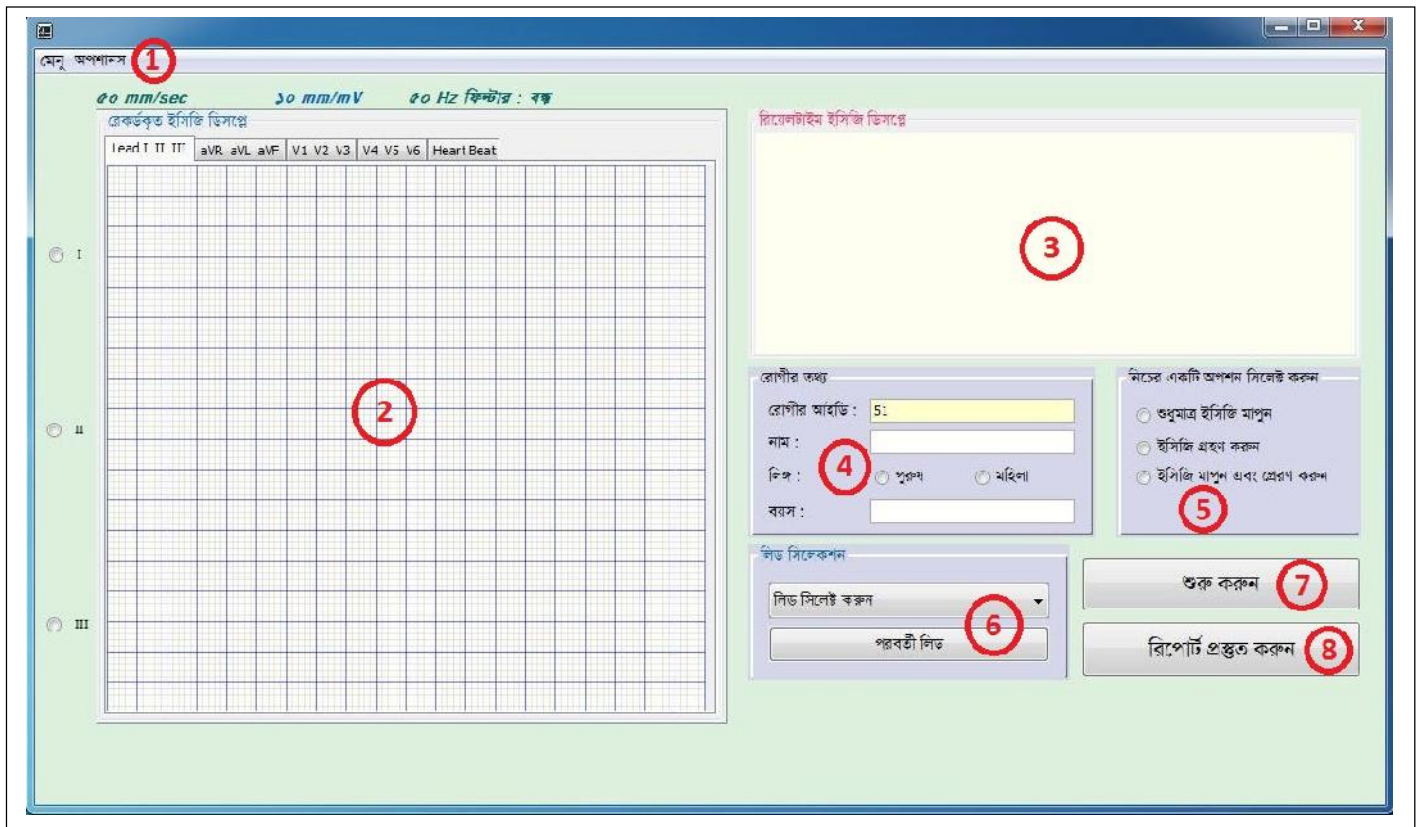 মেনু অপশানস 1
৫০ mm/sec ১০ mm/mV ৫০ Hz ফিল্টার : বন্ধ
রেকর্ডকৃত ইসিজি ডিসপ্লে
Lead I II III aVR aVL aVF V1 V2 V3 V4 V5 V6 Heart Beat
I
II
III
2
রিয়েলটাইম ইসিজি ডিসপ্লে
3
রোগীর তথ্য
রোগীর আইডি : 51
নাম :
4
লিঙ্গ : পুরুষ মহিলা
বয়স :
নিচের একটি অপশন সিলেক্ট করুন
শুধুমাত্র ইসিজি মাপুন
ইসিজি গ্রহণ করুন
ইসিজি মাপুন এবং প্রেরণ করুন
5
লিড সিলেকশন
লিড সিলেক্ট করুন
6
পরবর্তী লিড
শুরু করুন 7
রিপোর্ট প্রস্তুত করুন 8